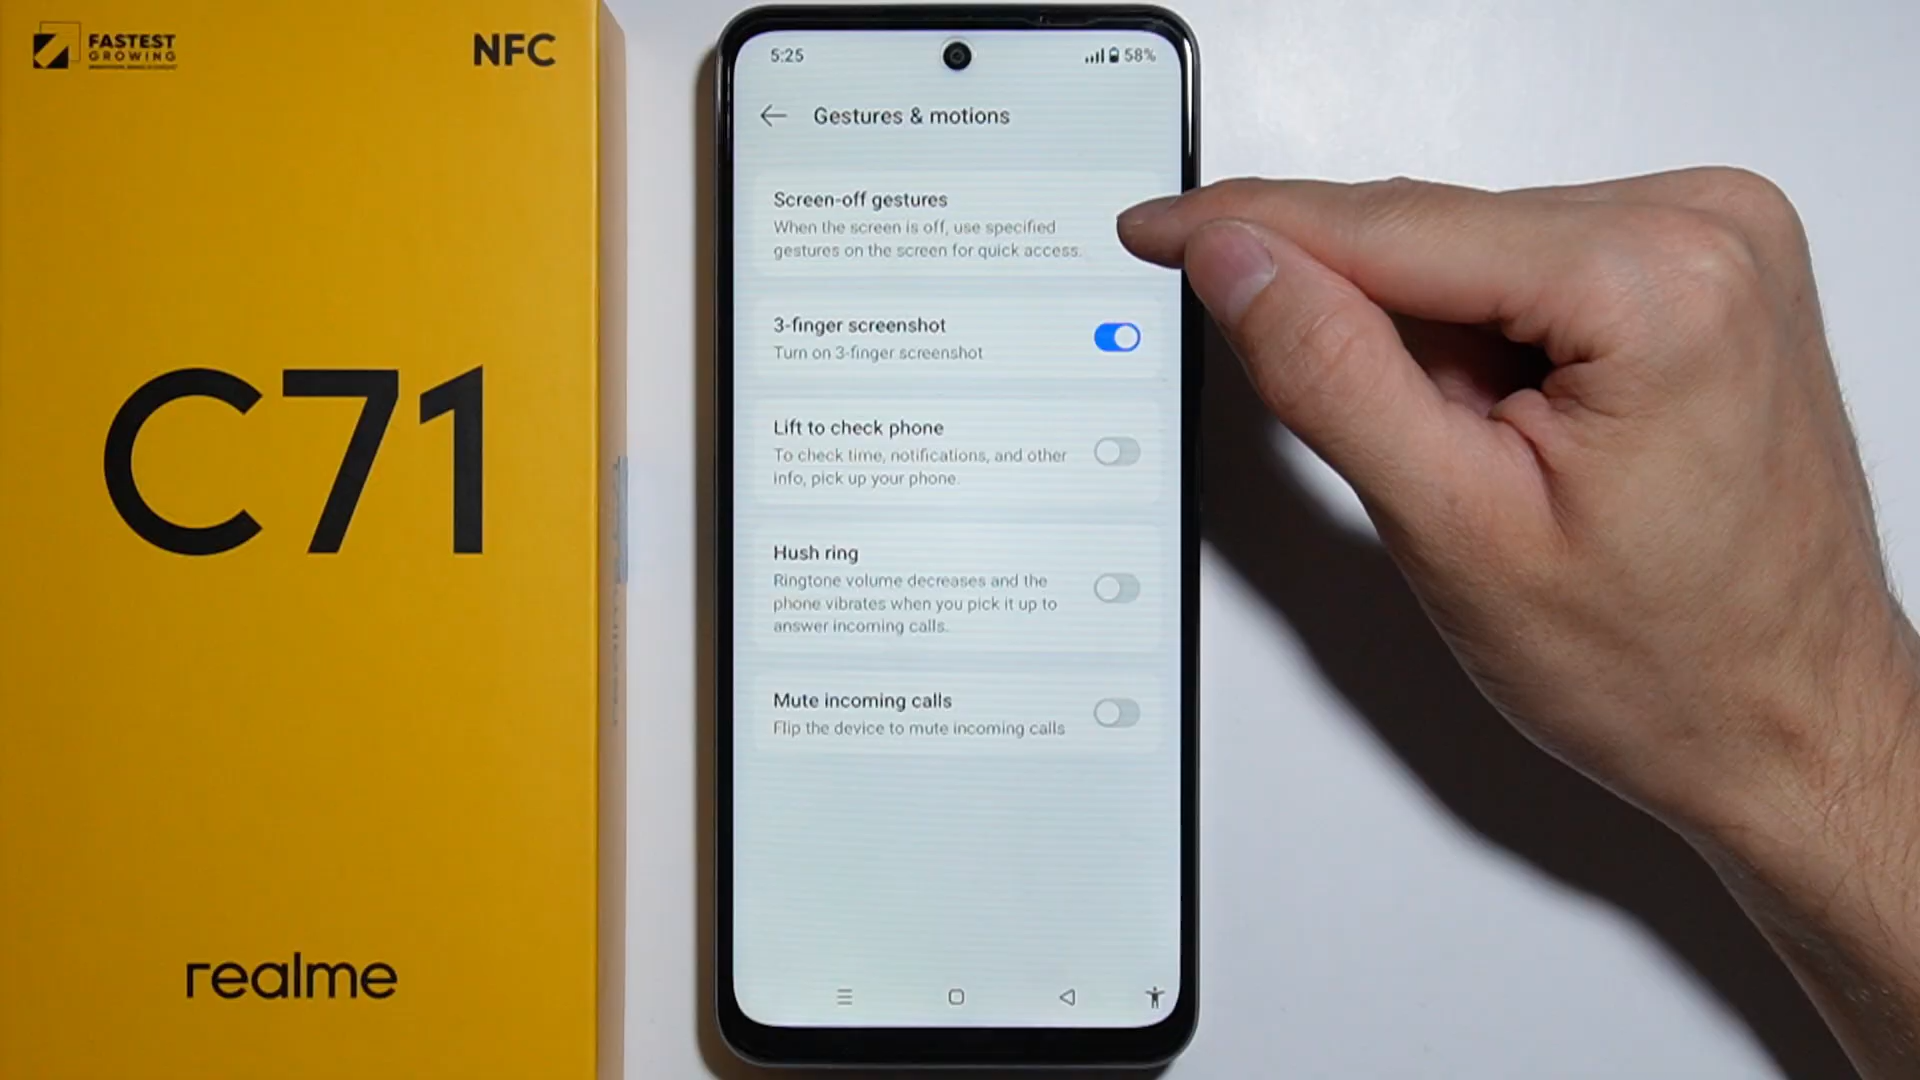 FASTEST
GROWING
NFC
C71
realme
5:25
58%
Gestures & motions
Screen-off gestures
When the screen is off, use specified
gestures on the screen for quick access.
3-finger screenshot
Turn on 3-finger screenshot
Lift to check phone
To check time, notifications, and other
info, pick up your phone.
Hush ring
Ringtone volume decreases and the
phone vibrates when you pick it up to
answer incoming calls.
Mute incoming calls
Flip the device to mute incoming calls